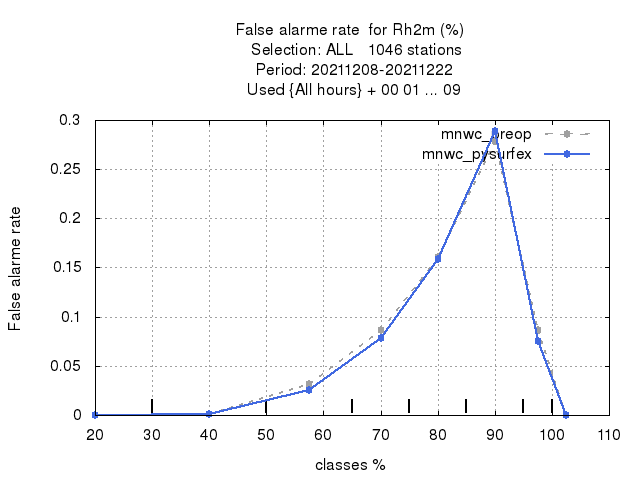 False alarme rate  for Rh2m (%)
Selection: ALL   1046 stations
Period: 20211208-20211222
Used {All hours} + 00 01 ... 09
0.3
0.25
0.2
0.15
0.1
0.05
0
False alarme rate
mnwc_preop
mnwc_pysurfex
20 30 40 50 60 70 80 90 100 110
classes %